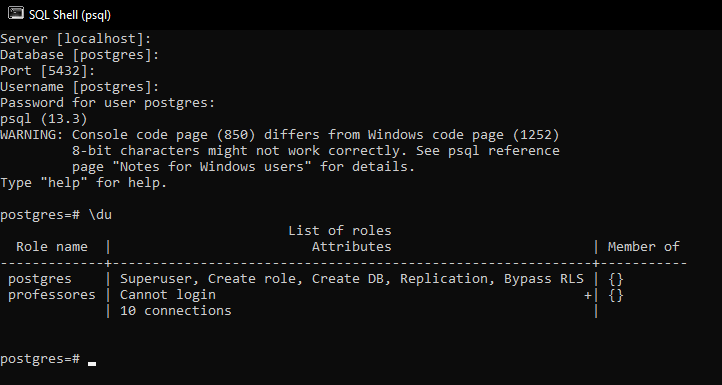 SQL Shell (psql)
Server [localhost]:
Database [postgres]:
Port [5432]:
Username [postgres]:
Password for user postgres:
psql (13.3)
WARNING: Console code page (850) differs from Windows code page (1252)
         8-bit characters might not work correctly. See psql reference
         page "Notes for Windows users" for details.
Type "help" for help.

postgres=# \du
                                    List of roles
  Role name  |                         Attributes                         | Member of
-------------+------------------------------------------------------------+-----------
 postgres    | Superuser, Create role, Create DB, Replication, Bypass RLS | {}
 professores | Cannot login                                              +| {}
             | 10 connections                                             |

postgres=#